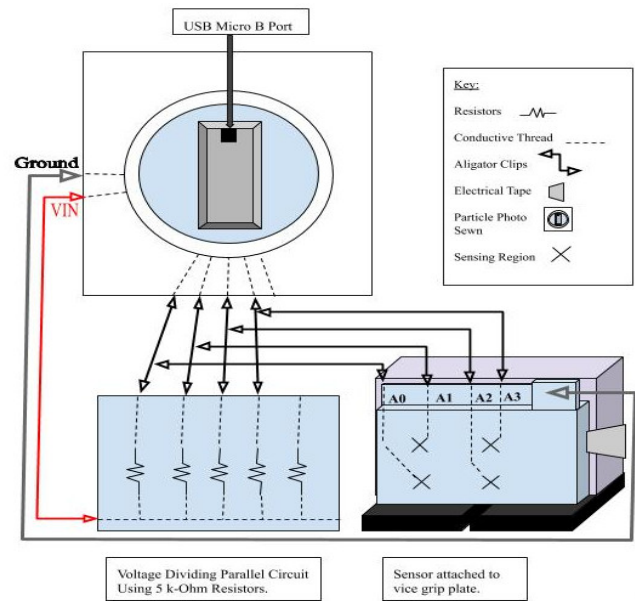 USB Micro B Port
Key:
Resistors
Conductive Thread
Aligator Clips
Electrical Tape
Particle Photo
Sewn
Sensing Region
Ground
VIN
A0 A1 A2 A3
Voltage Dividing Parallel Circuit
Using 5 k-Ohm Resistors.
Sensor attached to
vice grip plate.